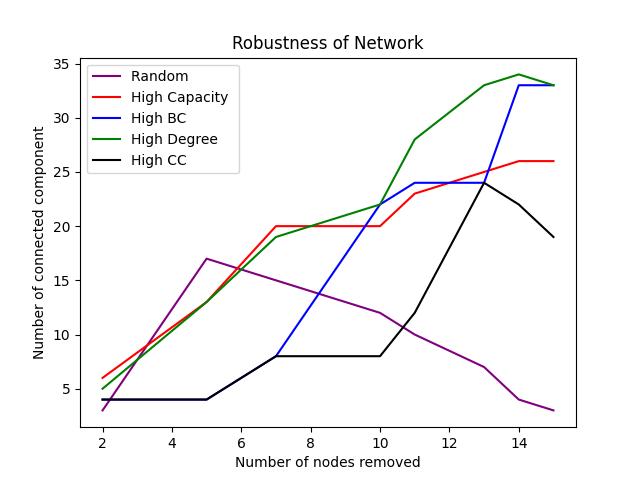 Robustness of Network
Number of connected component
35
30
25
20
15
10
5
Random
High Capacity
High BC
High Degree
High CC
2 4 6 8 10 12 14
Number of nodes removed